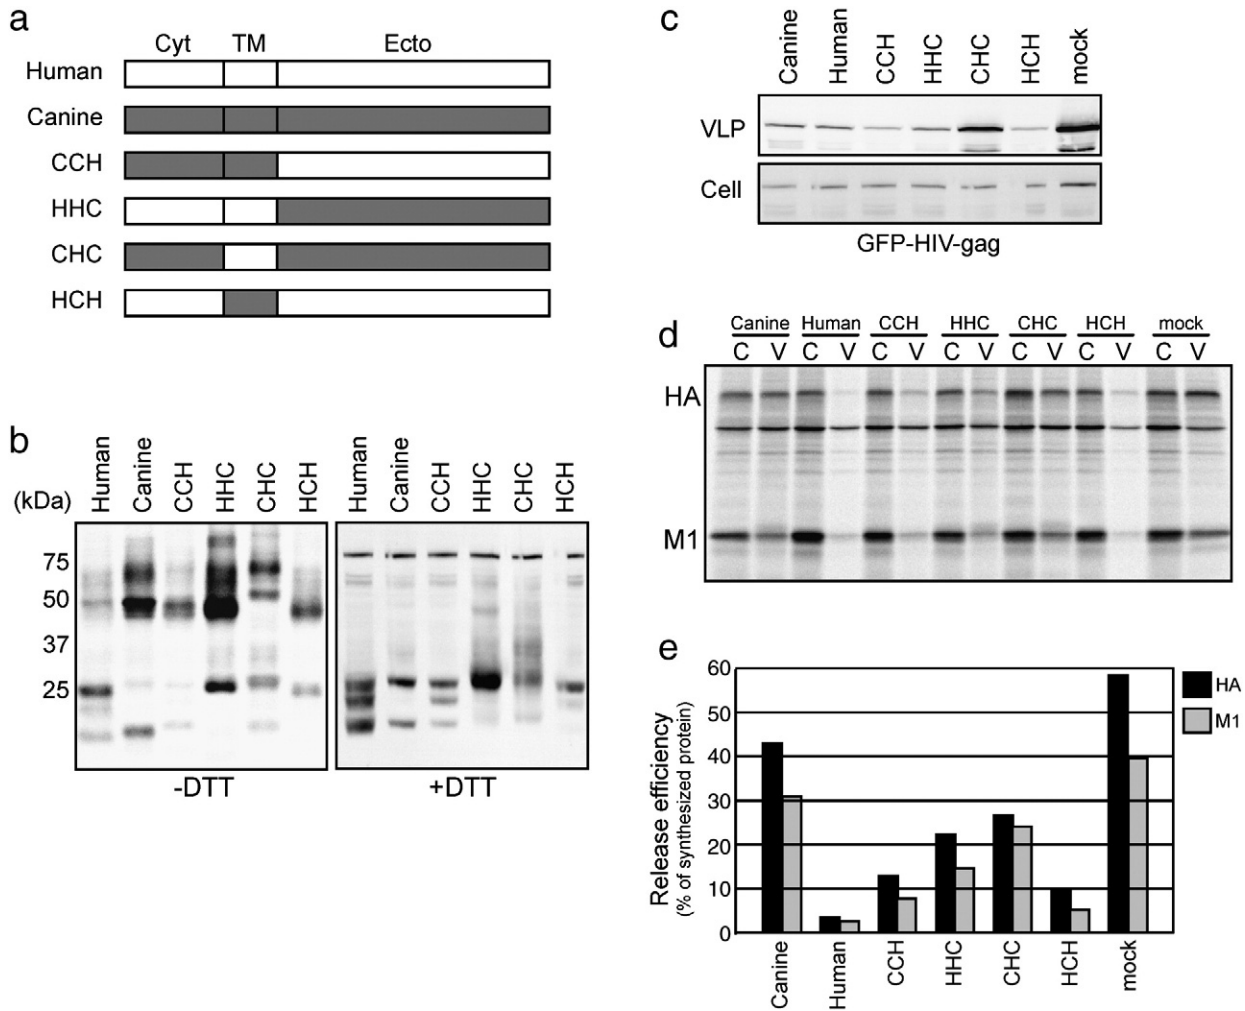 a
Cyt TM Ecto
Human
Canine
CCH
HHC
CHC
HCH
b
(kDa) Human Canine CCH HHC CHC HCH Human Canine CCH HHC CHC HCH
75
50
37
25
-DTT +DTT
c
Canine Human CCH HHC CHC HCH mock
VLP
Cell
GFP-HIV-gag
d
Canine Human CCH HHC CHC HCH mock
C V C V C V C V C V C V C V
HA
M1
e
Release efficiency
(% of synthesized protein)
60
50
40
30
20
10
0
HA
M1
Canine Human CCH HHC CHC HCH mock